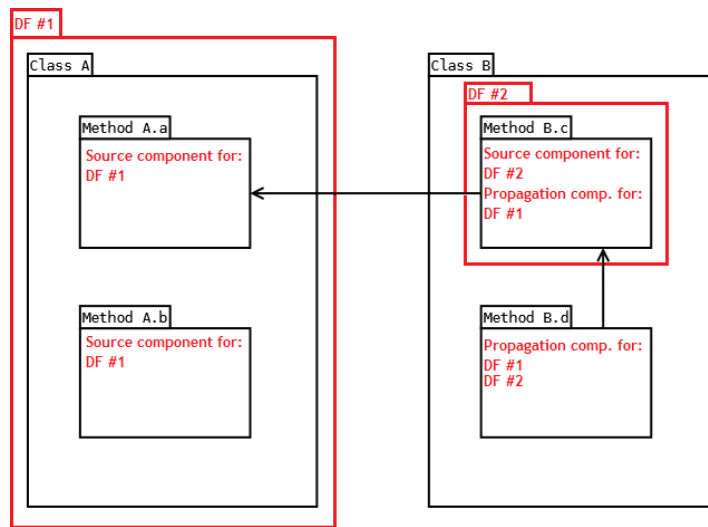 DF #1
Class A
Method A.a
Source component for:
DF #1
Method A.b
Source component for:
DF #1
Class B
DF #2
Method B.c
Source component for:
DF #2
Propagation comp. for:
DF #1
Method B.d
Propagation comp. for:
DF #1
DF #2